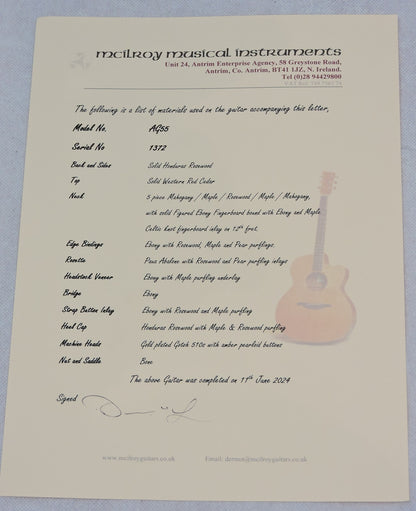 mcilroy musical instruments
Unit 24, Antrim Enterprise Agency, 58 Greystone Road,
Antrim, Co. Antrim, BT41 1JZ, N. Ireland.
Tel (0)28 94429800
The following is a list of materials used on the guitar accompanying this letter,
Model No. AG55
Serial No 1372
Back and Sides Solid Honduras Rosewood
Top Solid Western Red Cedar
Neck 5 piece Mahogany / Maple / Rosewood / Maple / Mahogany,
with solid Figured Ebony Fingerboard bound with Ebony and Maple
Celtic Knot fingerboard inlay on 12th fret.
Edge Bindings Ebony with Rosewood, Maple and Pear purflings.
Rosette Paua Abalone with Rosewood and Pear purfling inlays
Headstock Veneer Ebony with Maple purfling underlay
Bridge Ebony
Strap Button Inlay Ebony with Rosewood and Maple purfling
Heel Cap Honduras Rosewood with Maple & Rosewood purfling
Machine Heads Gold plated Gotoh 510s with amber pearloid buttons
Nut and Saddle Bone
The above Guitar was completed on 11th June 2024
Signed
www.mcilroyguitars.co.uk Email: dermot@mcilroyguitars.co.uk